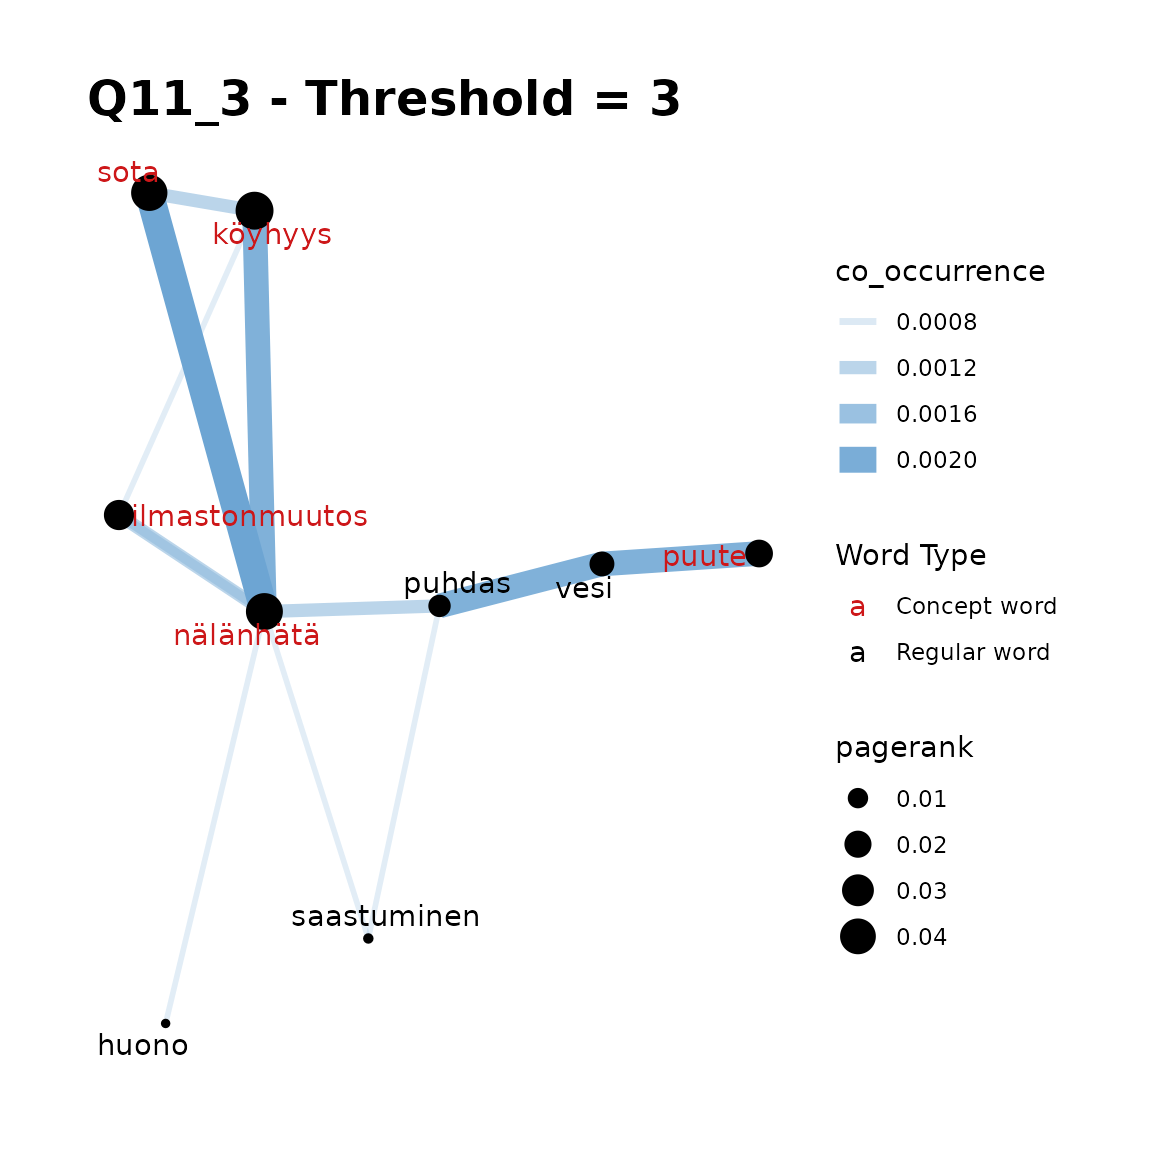 Q11_3 - Threshold = 3
sota
köyhyys
ilmastonmuutos
nälänhätä
puhdas
vesi
puute
saastuminen
huono
co_occurrence
0.0008
0.0012
0.0016
0.0020
Word Type
a Concept word
a Regular word
pagerank
0.01
0.02
0.03
0.04